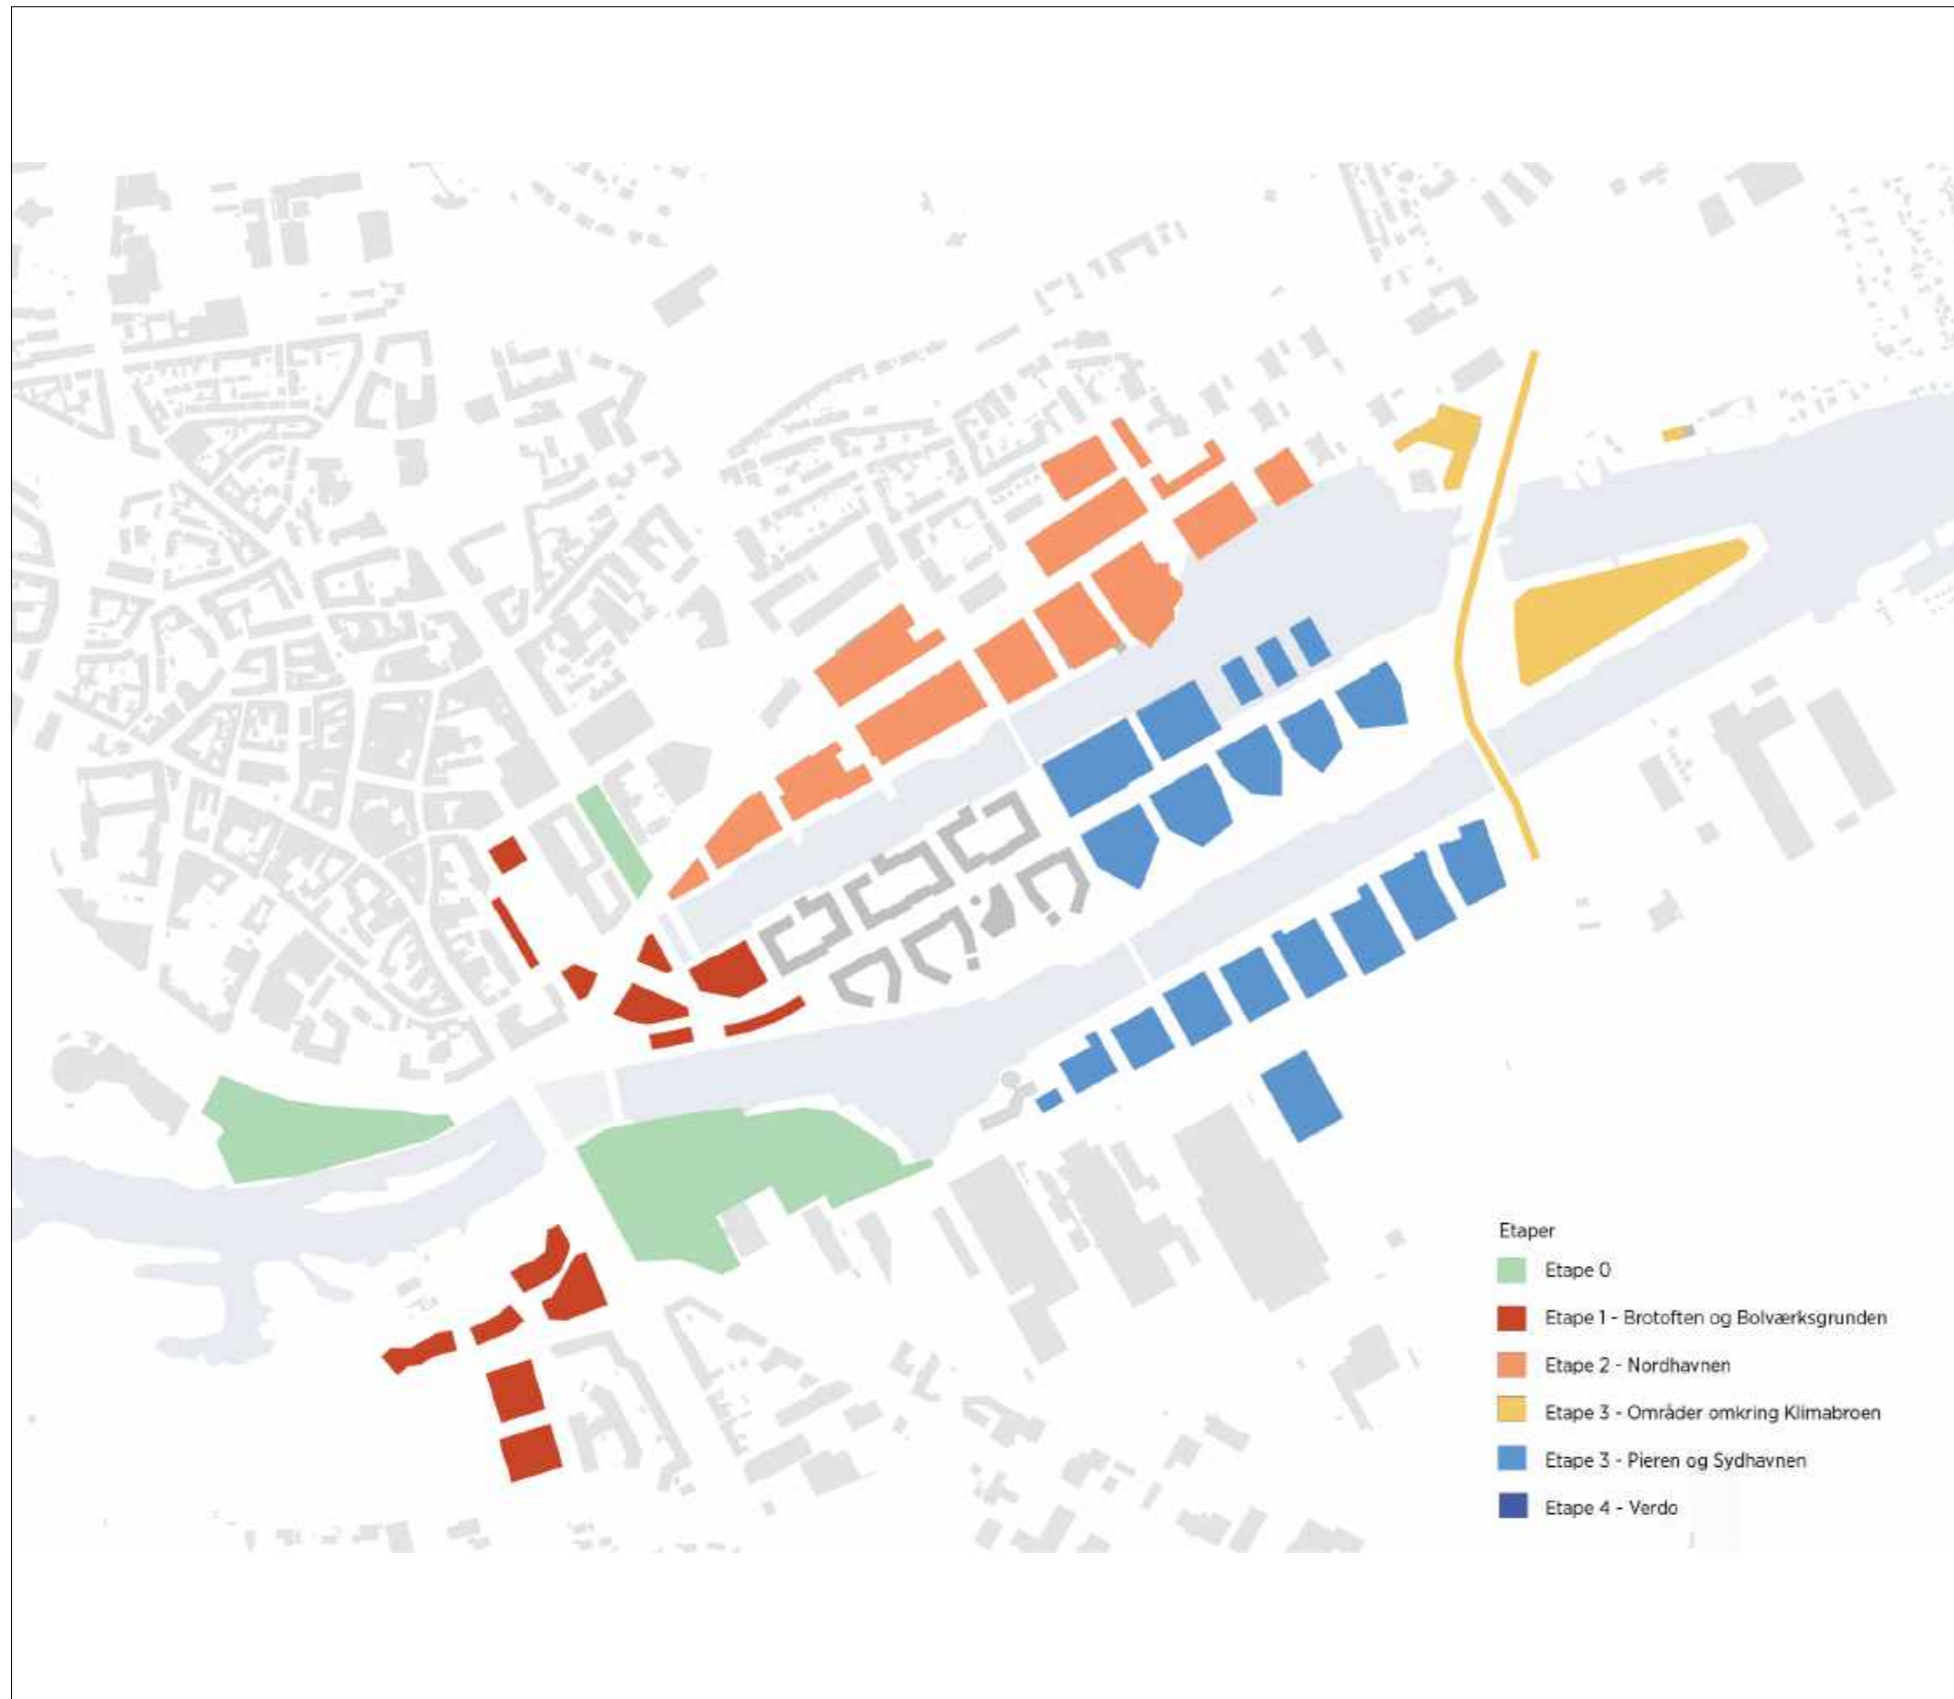 Etaper
Etape 0
Etape 1 - Brotoften og Bolværksgrunden
Etape 2 - Nordhavnen
Etape 3 - Områder omkring Klimabroen
Etape 3 - Pieren og Sydhavnen
Etape 4 - Verdo